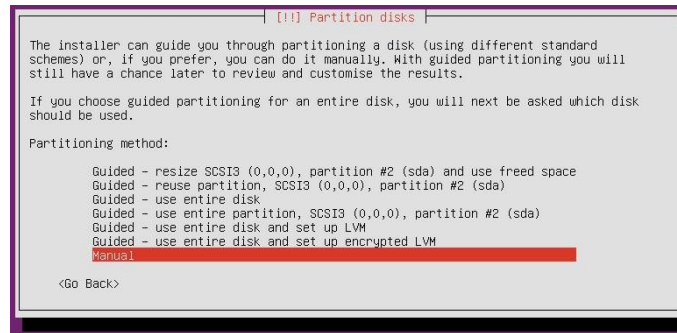 [!!] Partition disks
The installer can guide you through partitioning a disk (using different standard
schemes) or, if you prefer, you can do it manually. With guided partitioning you will
still have a chance later to review and customise the results.
If you choose guided partitioning for an entire disk, you will next be asked which disk
should be used.
Partitioning method:
Guided - resize SCSI3 (0,0,0), partition #2 (sda) and use freed space
Guided - reuse partition, SCSI3 (0,0,0), partition #2 (sda)
Guided - use entire disk
Guided - use entire partition, SCSI3 (0,0,0), partition #2 (sda)
Guided - use entire disk and set up LVM
Guided - use entire disk and set up encrypted LVM
Manual
<Go Back>